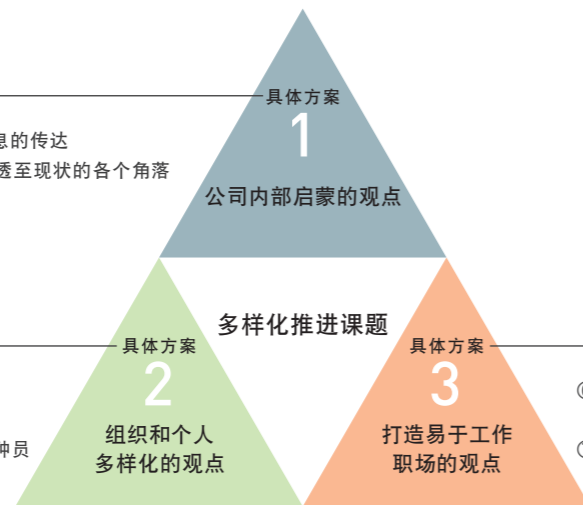 具体方案
1
公司内部启蒙的观点
息的传达
透至现状的各个角落
多样化推进课题
具体方案
2
组织和个人
多样化的观点
种员
具体方案
3
打造易于工作
职场的观点